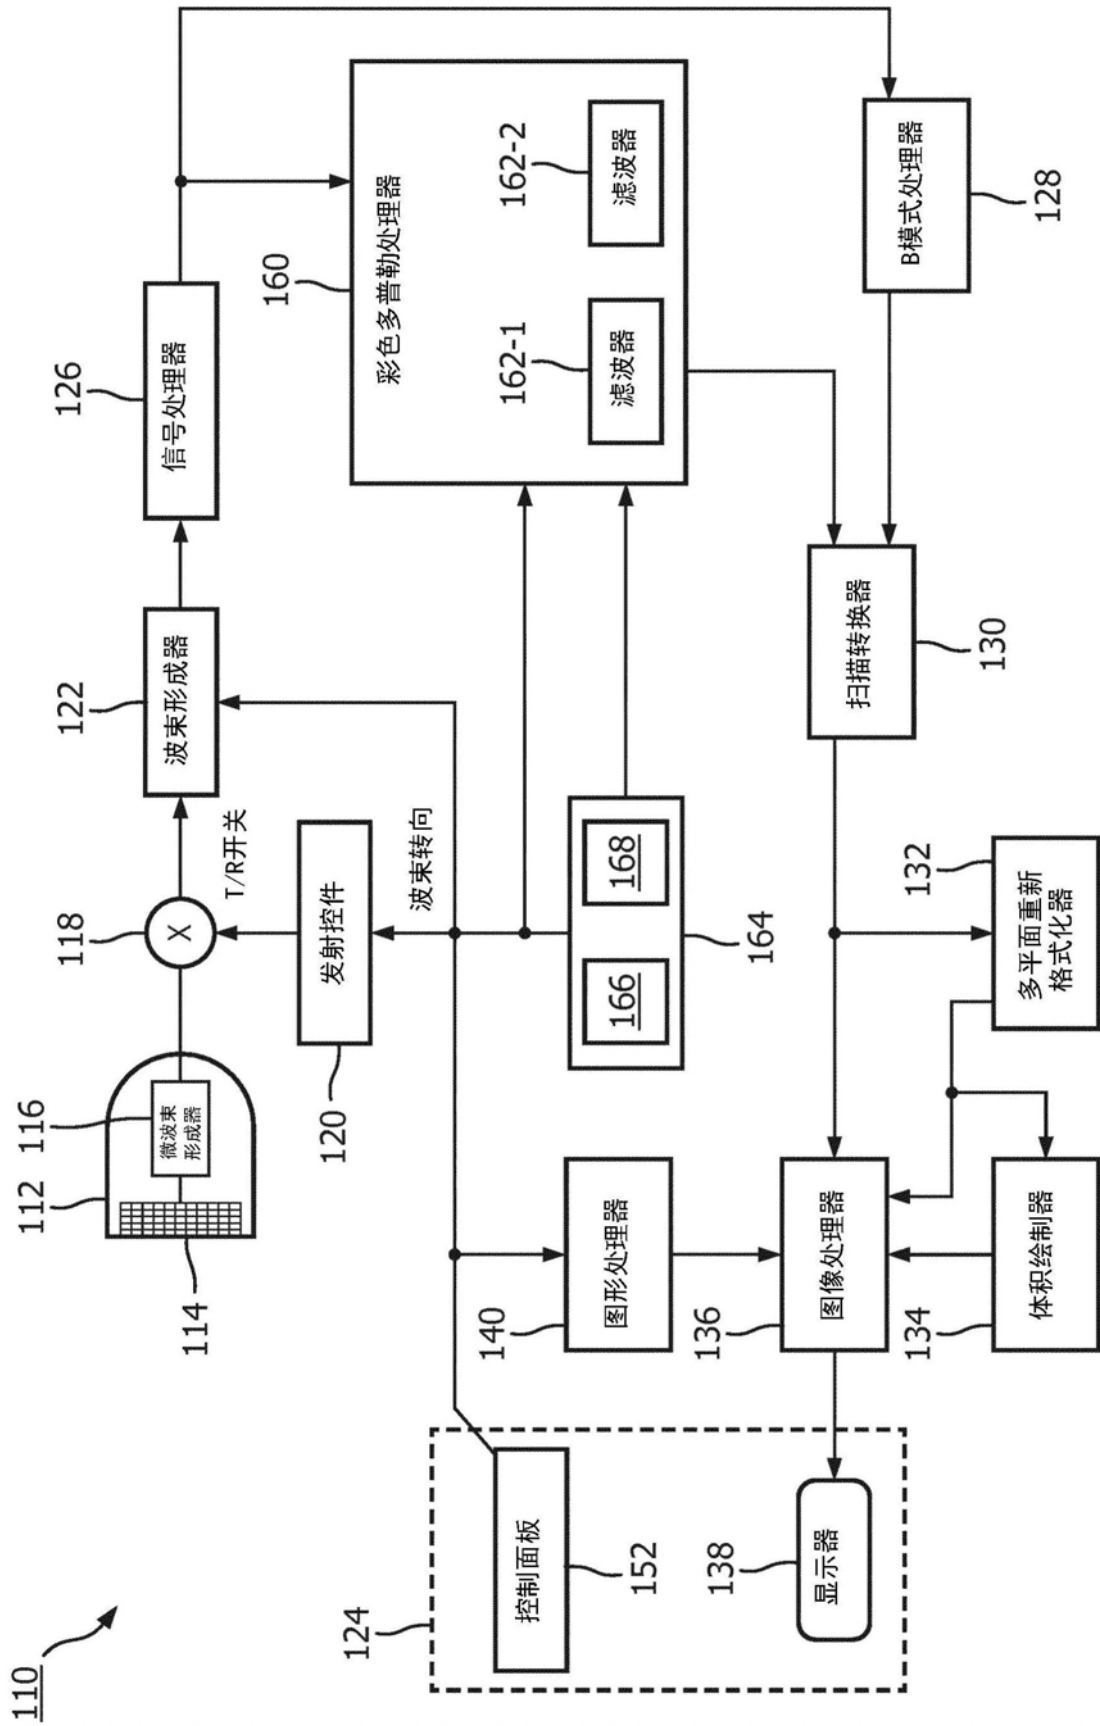 110
112
116
微波束
形成器
114
118
X
T/R开关
122
波束形成器
126
信号处理器
120
发射控件
波束转向
160
彩色多普勒处理器
162-1
滤波器
162-2
滤波器
164
166
168
124
控制面板
152
138
显示器
140
图形处理器
136
图像处理器
134
体积绘制器
132
多平面重新
格式化器
130
扫描转换器
B模式处理器
128